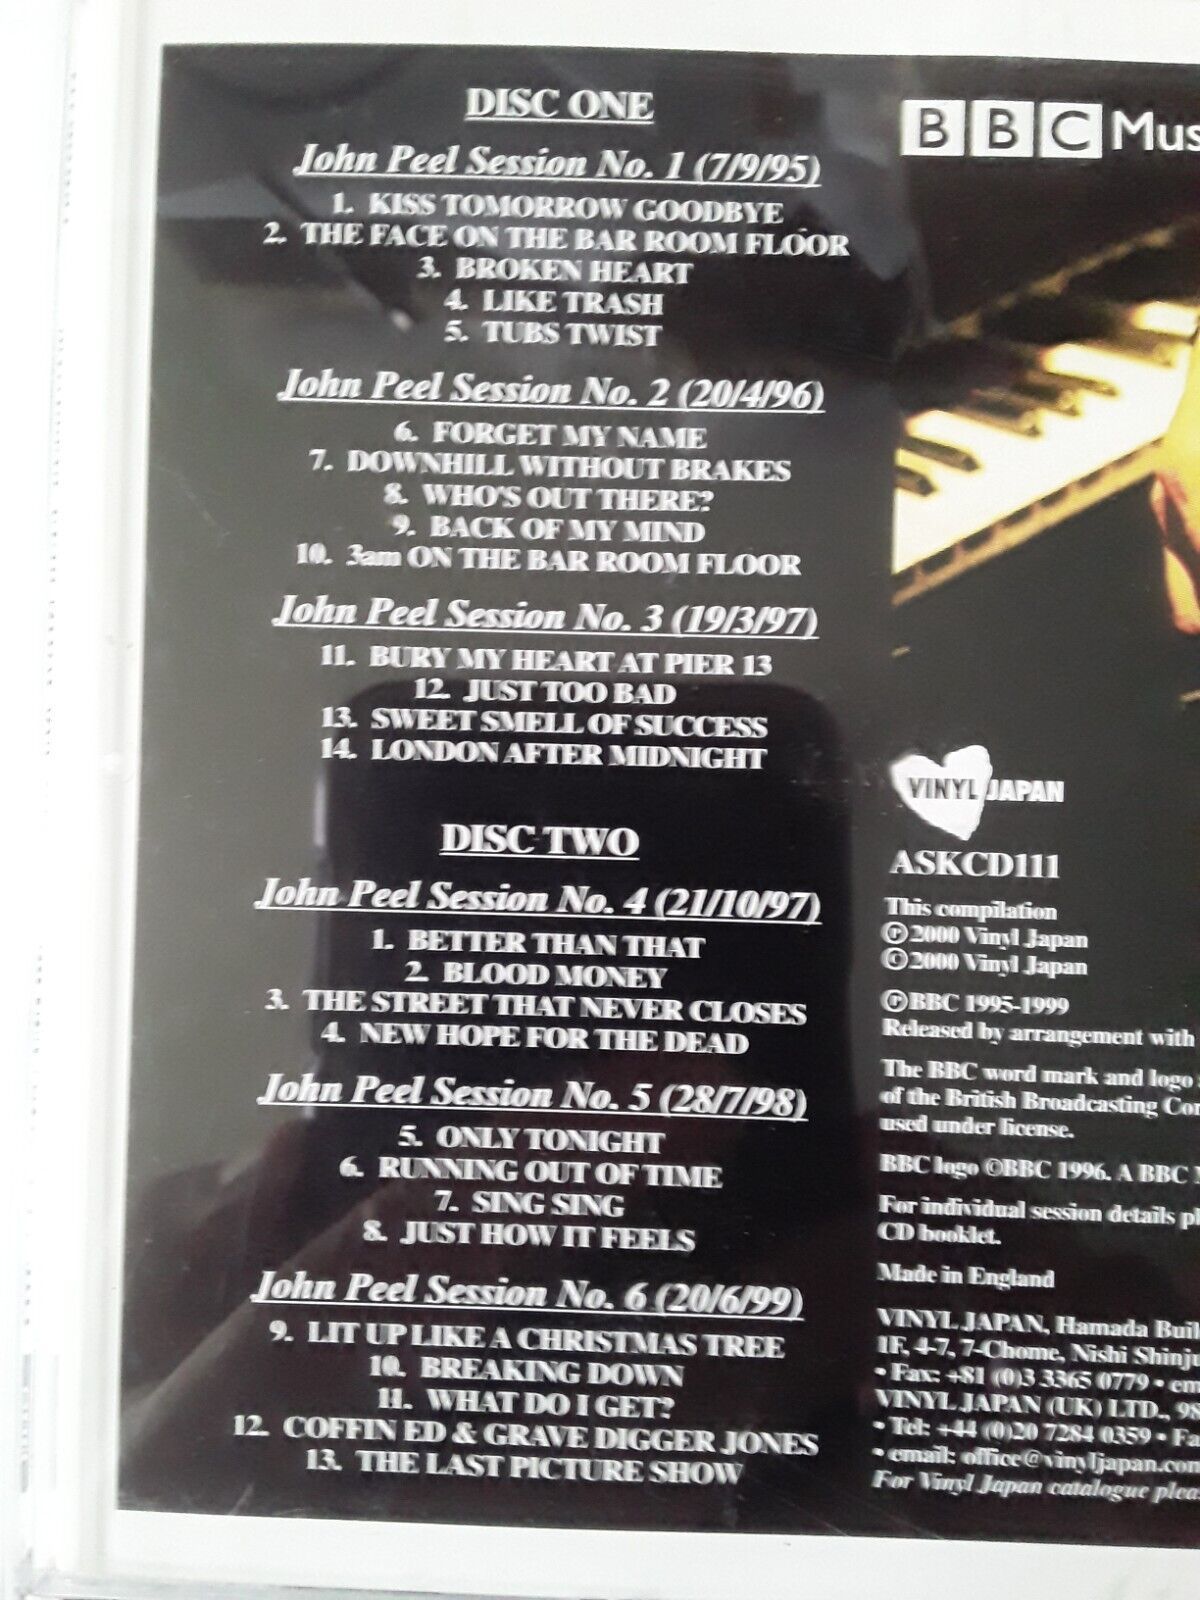 DISC ONE
John Peel Session No. 1 (7/9/95)
1. KISS TOMORROW GOODBYE
2. THE FACE ON THE BAR ROOM FLOOR
3. BROKEN HEART
4. LIKE TRASH
5. TUBS TWIST
John Peel Session No. 2 (20/4/96)
6. FORGET MY NAME
7. DOWNHILL WITHOUT BRAKES
8. WHO'S OUT THERE?
9. BACK OF MY MIND
10. 3am ON THE BAR ROOM FLOOR
John Peel Session No. 3 (19/3/97)
11. BURY MY HEART AT PIER 13
12. JUST TOO BAD
13. SWEET SMELL OF SUCCESS
14. LONDON AFTER MIDNIGHT
DISC TWO
John Peel Session No. 4 (21/10/97)
1. BETTER THAN THAT
2. BLOOD MONEY
3. THE STREET THAT NEVER CLOSES
4. NEW HOPE FOR THE DEAD
John Peel Session No. 5 (28/7/98)
5. ONLY TONIGHT
6. RUNNING OUT OF TIME
7. SING SING
8. JUST HOW IT FEELS
John Peel Session No. 6 (20/6/99)
9. LIT UP LIKE A CHRISTMAS TREE
10. BREAKING DOWN
11. WHAT DO I GET?
12. COFFIN ED & GRAVE DIGGER JONES
13. THE LAST PICTURE SHOW
BBC Mus
VINYL JAPAN
ASKCD111
This compilation
℗ 2000 Vinyl Japan
© 2000 Vinyl Japan
℗ BBC 1995-1999
Released by arrangement with
The BBC word mark and logo
of the British Broadcasting Cor
used under license.
BBC logo ©BBC 1996. A BBC
For individual session details pl
CD booklet.
Made in England
VINYL JAPAN, Hamada Buil
1F, 4-7, 7-Chome, Nishi Shinju
• Fax: +81 (0)3 3365 0779 • em
VINYL JAPAN (UK) LTD., 98
• Tel: +44 (0)20 7284 0359 • Fa
• email: office@vinyljapan.com
For Vinyl Japan catalogue plea